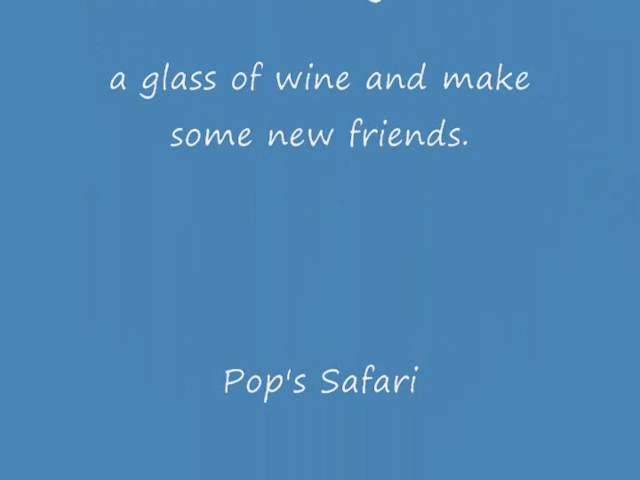 a glass of wine and make
some new friends.
Pop's Safari